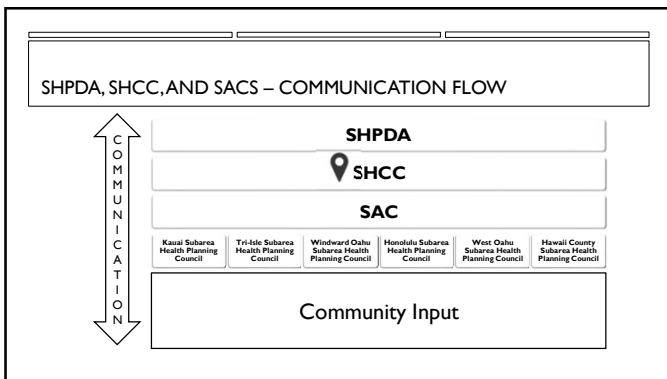 SHPDA, SHCC, AND SACS – COMMUNICATION FLOW
COMMUNICATION
SHPDA
SHCC
SAC
Kauai Subarea
Health Planning
Council
Tri-Isle Subarea
Health Planning
Council
Windward Oahu
Subarea Health
Planning Council
Honolulu Subarea
Health Planning
Council
West Oahu
Subarea Health
Planning Council
Hawaii County
Subarea Health
Planning Council
Community Input